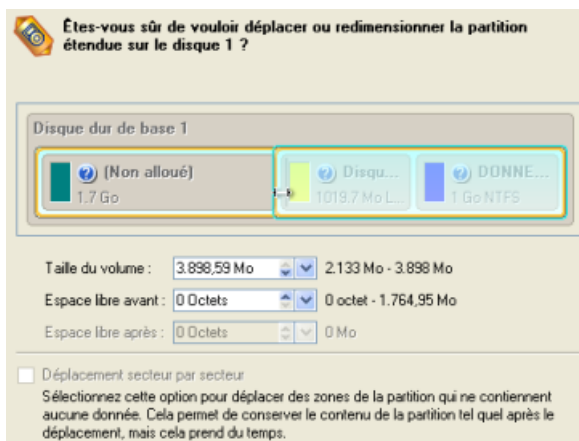 Êtes-vous sûr de vouloir déplacer ou redimensionner la partition
étendue sur le disque 1 ?
Disque dur de base 1
(Non alloué)
1.7 Go
Disqu...
1019.7 Mo L...
DONNE...
1 Go NTFS
Taille du volume : 3.898,59 Mo 2.133 Mo - 3.898 Mo
Espace libre avant : 0 Octets 0 octet - 1.764,95 Mo
Espace libre après : 0 Octets 0 Mo
Déplacement secteur par secteur
Sélectionnez cette option pour déplacer des zones de la partition qui ne contiennent
aucune donnée. Cela permet de conserver le contenu de la partition tel quel après le
déplacement, mais cela prend du temps.